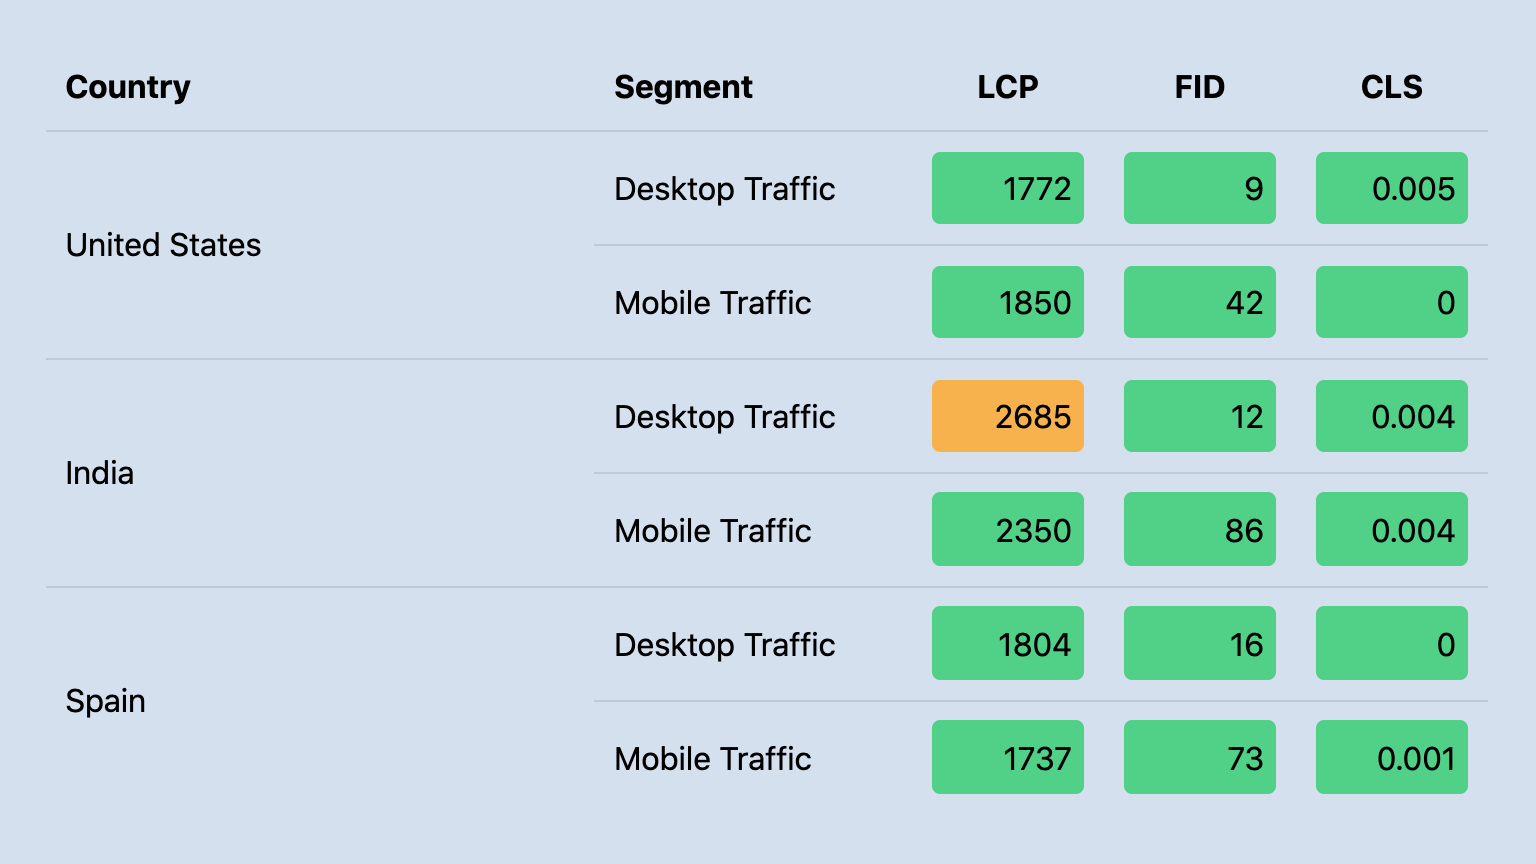 Country Segment LCP FID CLS
Desktop Traffic 1772 9 0.005
United States
Mobile Traffic 1850 42 0
Desktop Traffic 2685 12 0.004
India
Mobile Traffic 2350 86 0.004
Desktop Traffic 1804 16 0
Spain
Mobile Traffic 1737 73 0.001